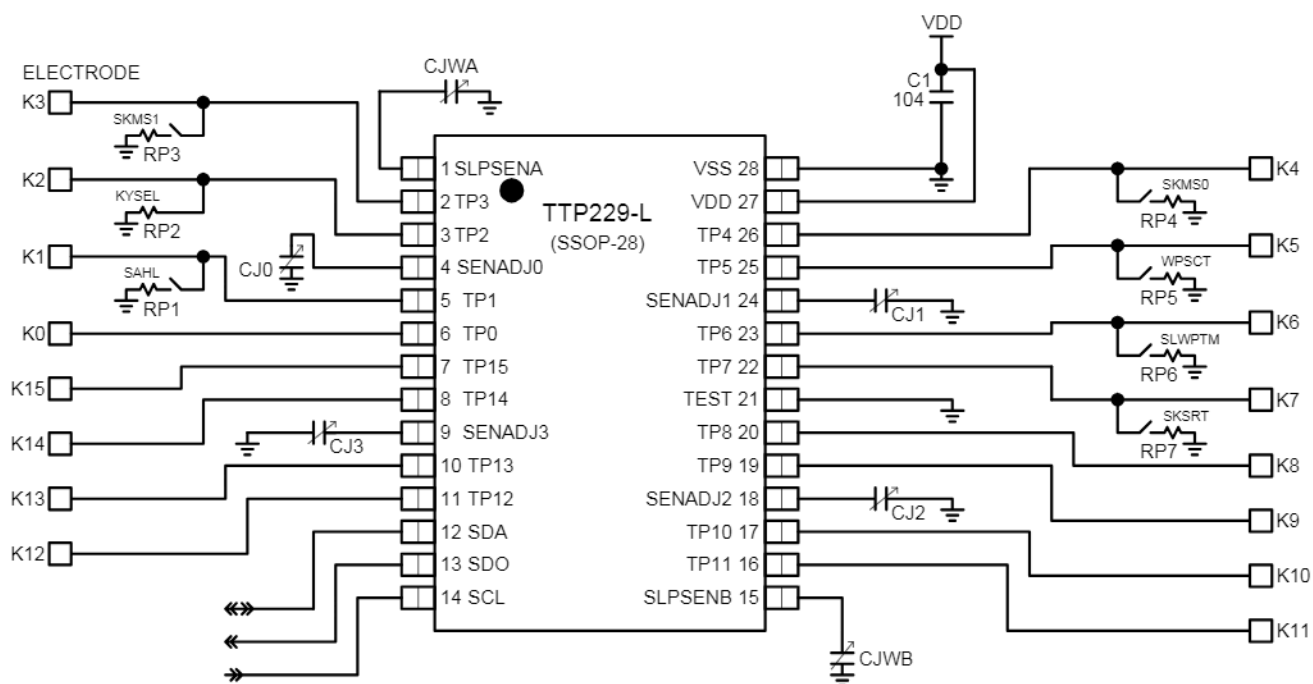 VDD
CJWA
ELECTRODE
C1
104
K3
SKMS1
RP3
1 SLPSENA
VSS 28
K4
K2
KYSEL
RP2
2 TP3
TTP229-L
VDD 27
SKMS0
RP4
3 TP2
(SSOP-28)
TP4 26
K1
CJ0
4 SENADJ0
TP5 25
K5
SAHL
RP1
5 TP1
SENADJ1 24
CJ1
WPSCT
RP5
K0
6 TP0
TP6 23
K6
7 TP15
TP7 22
SLWPTM
RP6
K15
8 TP14
TEST 21
K7
K14
CJ3
9 SENADJ3
TP8 20
SKSRT
RP7
10 TP13
TP9 19
K8
K13
11 TP12
SENADJ2 18
CJ2
K9
K12
12 SDA
TP10 17
13 SDO
TP11 16
K10
14 SCL
SLPSENB 15
K11
CJWB